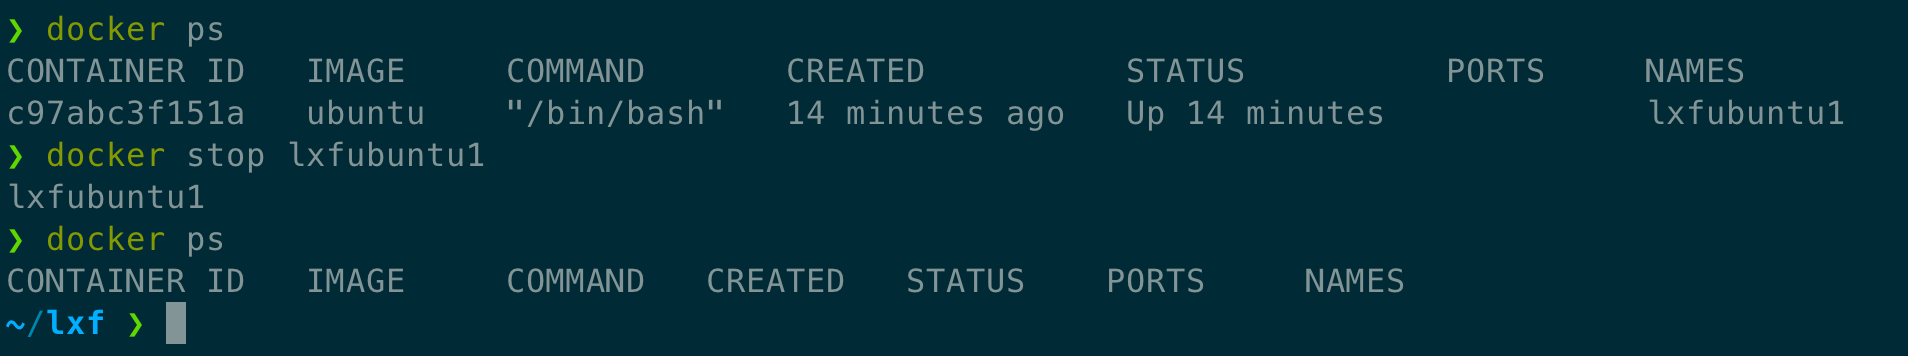 ❯ docker ps
CONTAINER ID   IMAGE     COMMAND       CREATED          STATUS          PORTS     NAMES
c97abc3f151a   ubuntu    "/bin/bash"   14 minutes ago   Up 14 minutes             lxfubuntu1
❯ docker stop lxfubuntu1
lxfubuntu1
❯ docker ps
CONTAINER ID   IMAGE     COMMAND   CREATED   STATUS    PORTS     NAMES
~/lxf ❯